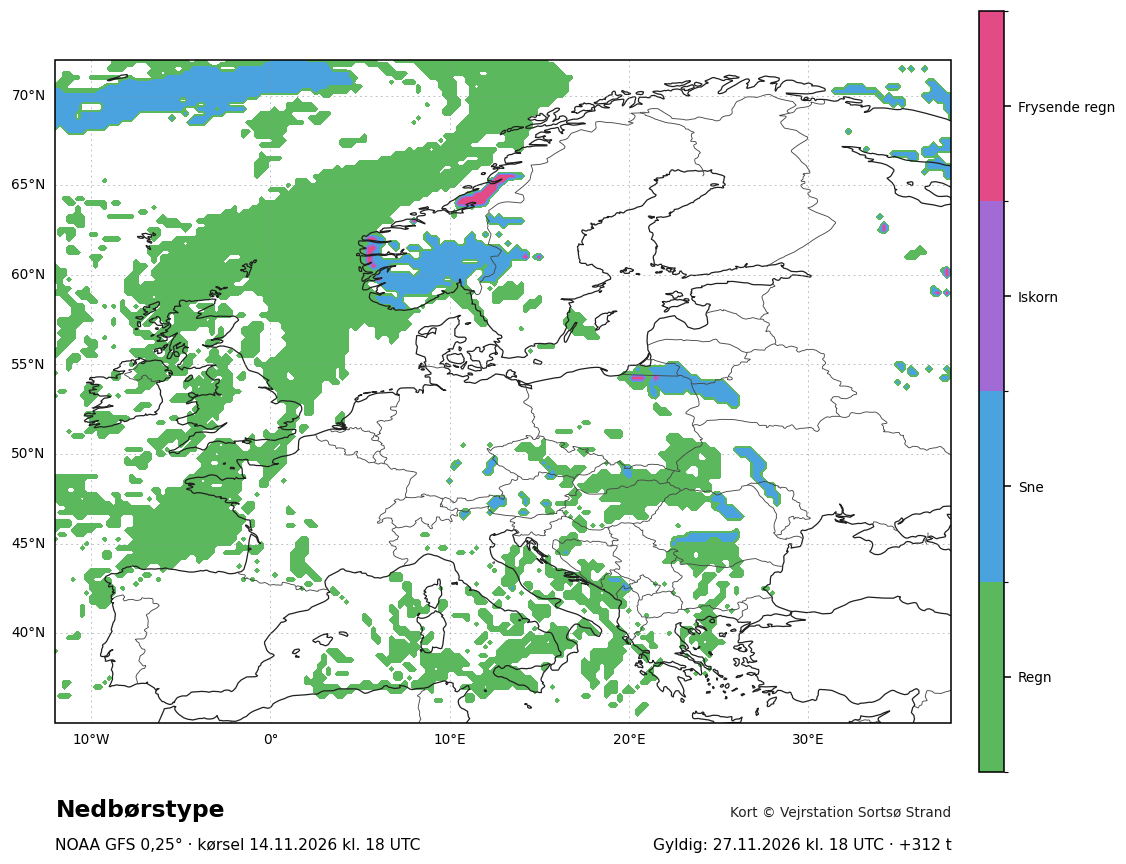 70°N
65°N
60°N
55°N
50°N
45°N
40°N
10°W
0°
10°E
20°E
30°E
Frysende regn
Iskorn
Sne
Regn
Nedbørstype
Kort © Vejrstation Sortsø Strand
NOAA GFS 0,25° · kørsel 14.11.2026 kl. 18 UTC
Gyldig: 27.11.2026 kl. 18 UTC · +312 t